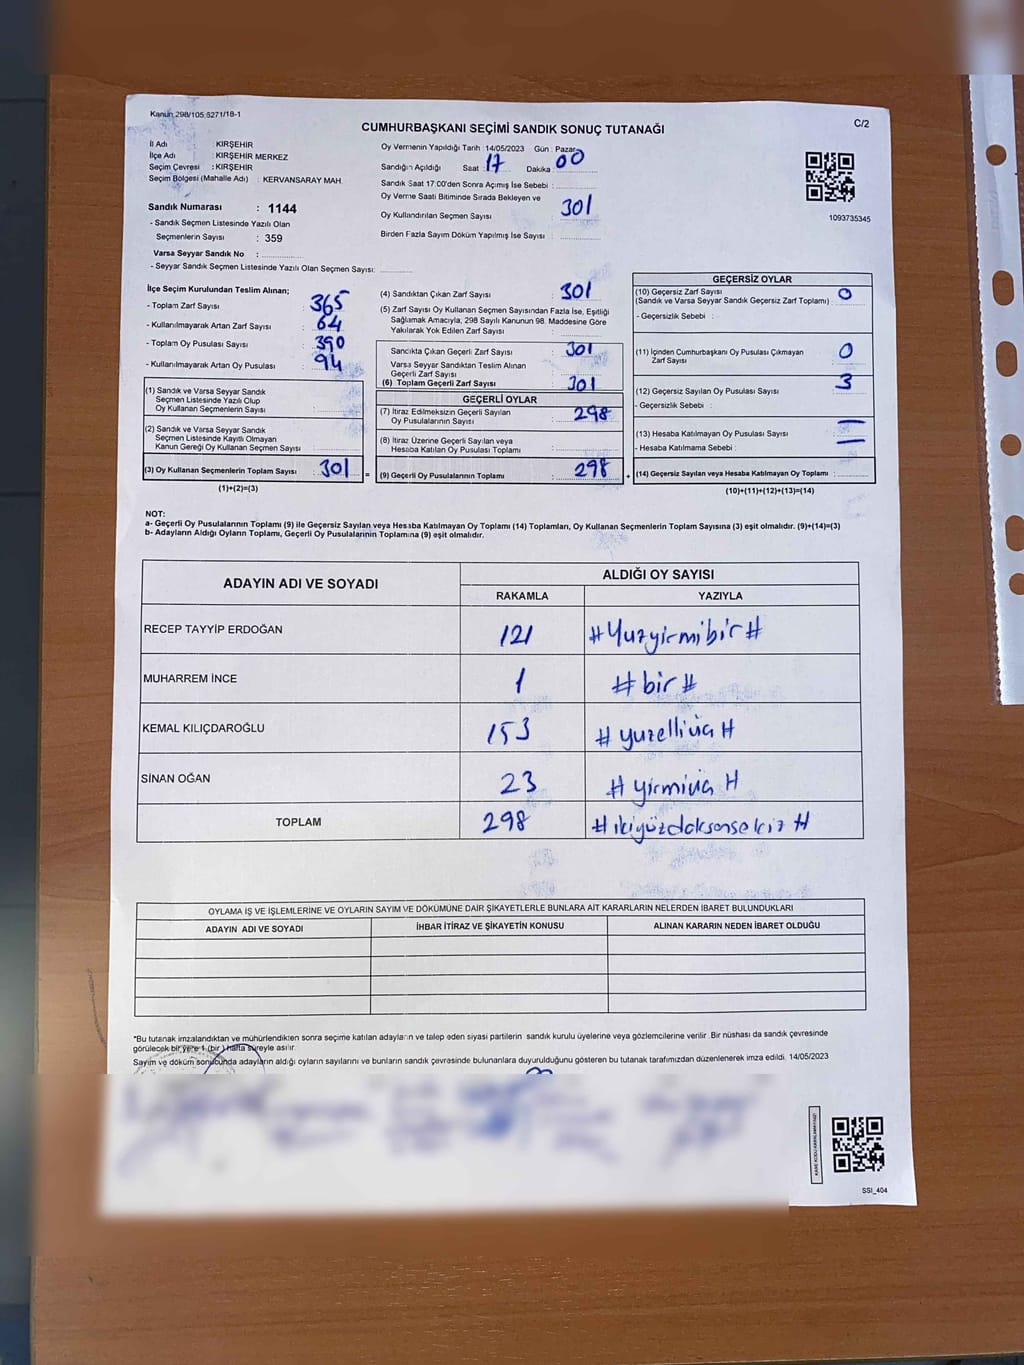 Kanun 298/105,6271/18-1
C/2
CUMHURBAŞKANI SEÇİMİ SANDIK SONUÇ TUTANAĞI
İl Adı : KIRŞEHİR
İlçe Adı : KIRŞEHİR MERKEZ
Seçim Çevresi : KIRŞEHİR
Seçim Bölgesi (Mahalle Adı) : KERVANSARAY MAH.
Oy Vermenin Yapıldığı Tarih :14/05/2023 Gün : Pazar
Sandığın Açıldığı Saat : 17 Dakika : 00
Sandık Saat 17:00'den Sonra Açımış İse Sebebi :
Oy Verme Saati Bitiminde Sırada Bekleyen ve
Oy Kullandırılan Seçmen Sayısı : 301
Birden Fazla Sayım Döküm Yapılmış İse Sayısı :
1093735345
Sandık Numarası : 1144
- Sandık Seçmen Listesinde Yazılı Olan
Seçmenlerin Sayısı : 359
Varsa Seyyar Sandık No :
- Seyyar Sandık Seçmen Listesinde Yazılı Olan Seçmen Sayısı:
İlçe Seçim Kurulundan Teslim Alınan;
- Toplam Zarf Sayısı : 365
- Kullanılmayarak Artan Zarf Sayısı : 64
- Toplam Oy Pusulası Sayısı : 390
- Kullanılmayarak Artan Oy Pusulası : 94
(1) Sandık ve Varsa Seyyar Sandık
Seçmen Listesinde Yazılı Olup
Oy Kullanan Seçmenlerin Sayısı :
(2) Sandık ve Varsa Seyyar Sandık
Seçmen Listesinde Kayıtlı Olmayan
Kanun Gereği Oy Kullanan Seçmen Sayısı :
(3) Oy Kullanan Seçmenlerin Toplam Sayısı : 301 =
(1)+(2)=(3)
(4) Sandıktan Çıkan Zarf Sayısı : 301
(5) Zarf Sayısı Oy Kullanan Seçmen Sayısından Fazla İse, Eşitliği
Sağlamak Amacıyla, 298 Sayılı Kanunun 98. Maddesine Göre
Yakılarak Yok Edilen Zarf Sayısı :
Sandıkta Çıkan Geçerli Zarf Sayısı : 301
Varsa Seyyar Sandıktan Teslim Alınan
Geçerli Zarf Sayısı :
(6) Toplam Geçerli Zarf Sayısı : 301
GEÇERLİ OYLAR
(7) İtiraz Edilmeksizin Geçerli Sayılan
Oy Pusulalarının Sayısı : 298
(8) İtiraz Üzerine Geçerli Sayılan veya
Hesaba Katılan Oy Pusulası Toplamı :
(9) Geçerli Oy Pusulalarının Toplamı : 298 +
GEÇERSİZ OYLAR
(10) Geçersiz Zarf Sayısı
(Sandık ve Varsa Seyyar Sandık Geçersiz Zarf Toplamı) : 0
- Geçersizlik Sebebi :
(11) İçinden Cumhurbaşkanı Oy Pusulası Çıkmayan
Zarf Sayısı : 0
(12) Geçersiz Sayılan Oy Pusulası Sayısı : 3
- Geçersizlik Sebebi :
(13) Hesaba Katılmayan Oy Pusulası Sayısı : —
- Hesaba Katılmama Sebebi : =
(14) Geçersiz Sayılan veya Hesaba Katılmayan Oy Toplamı :
(10)+(11)+(12)+(13)=(14)
NOT:
a- Geçerli Oy Pusulalarının Toplamı (9) ile Geçersiz Sayılan veya Hesaba Katılmayan Oy Toplamı (14) Toplamları, Oy Kullanan Seçmenlerin Toplam Sayısına (3) eşit olmalıdır. (9)+(14)=(3)
b- Adayların Aldığı Oyların Toplamı, Geçerli Oy Pusulalarının Toplamına (9) eşit olmalıdır.
ADAYIN ADI VE SOYADI
ALDIĞI OY SAYISI
RAKAMLA YAZIYLA
RECEP TAYYİP ERDOĞAN 121 #Yuzyirmibir#
MUHARREM İNCE 1 #bir#
KEMAL KILIÇDAROĞLU 153 #yuzelliüç#
SİNAN OĞAN 23 #yirmiüç#
TOPLAM 298 #ikiyüzdoksansekiz#
OYLAMA İŞ VE İŞLEMLERİNE VE OYLARIN SAYIM VE DÖKÜMÜNE DAİR ŞİKAYETLERLE BUNLARA AİT KARARLARIN NELERDEN İBARET BULUNDUKLARI
ADAYIN ADI VE SOYADI İHBAR İTİRAZ VE ŞİKAYETİN KONUSU ALINAN KARARIN NEDEN İBARET OLDUĞU
*Bu tutanak imzalandıktan ve mühürlendikten sonra seçime katılan adayların ve talep eden siyasi partilerin sandık kurulu üyelerine veya gözlemcilerine verilir .Bir nüshası da sandık çevresinde
görülecek bir yere 1 (bir ) hafta süreyle asılır.
Sayım ve döküm sonucunda adayların aldığı oyların sayılarını ve bunların sandık çevresinde bulunanlara duyurulduğunu gösteren bu tutanak tarafımızdan düzenlenerek imza edildi. 14/05/2023
SSI_404